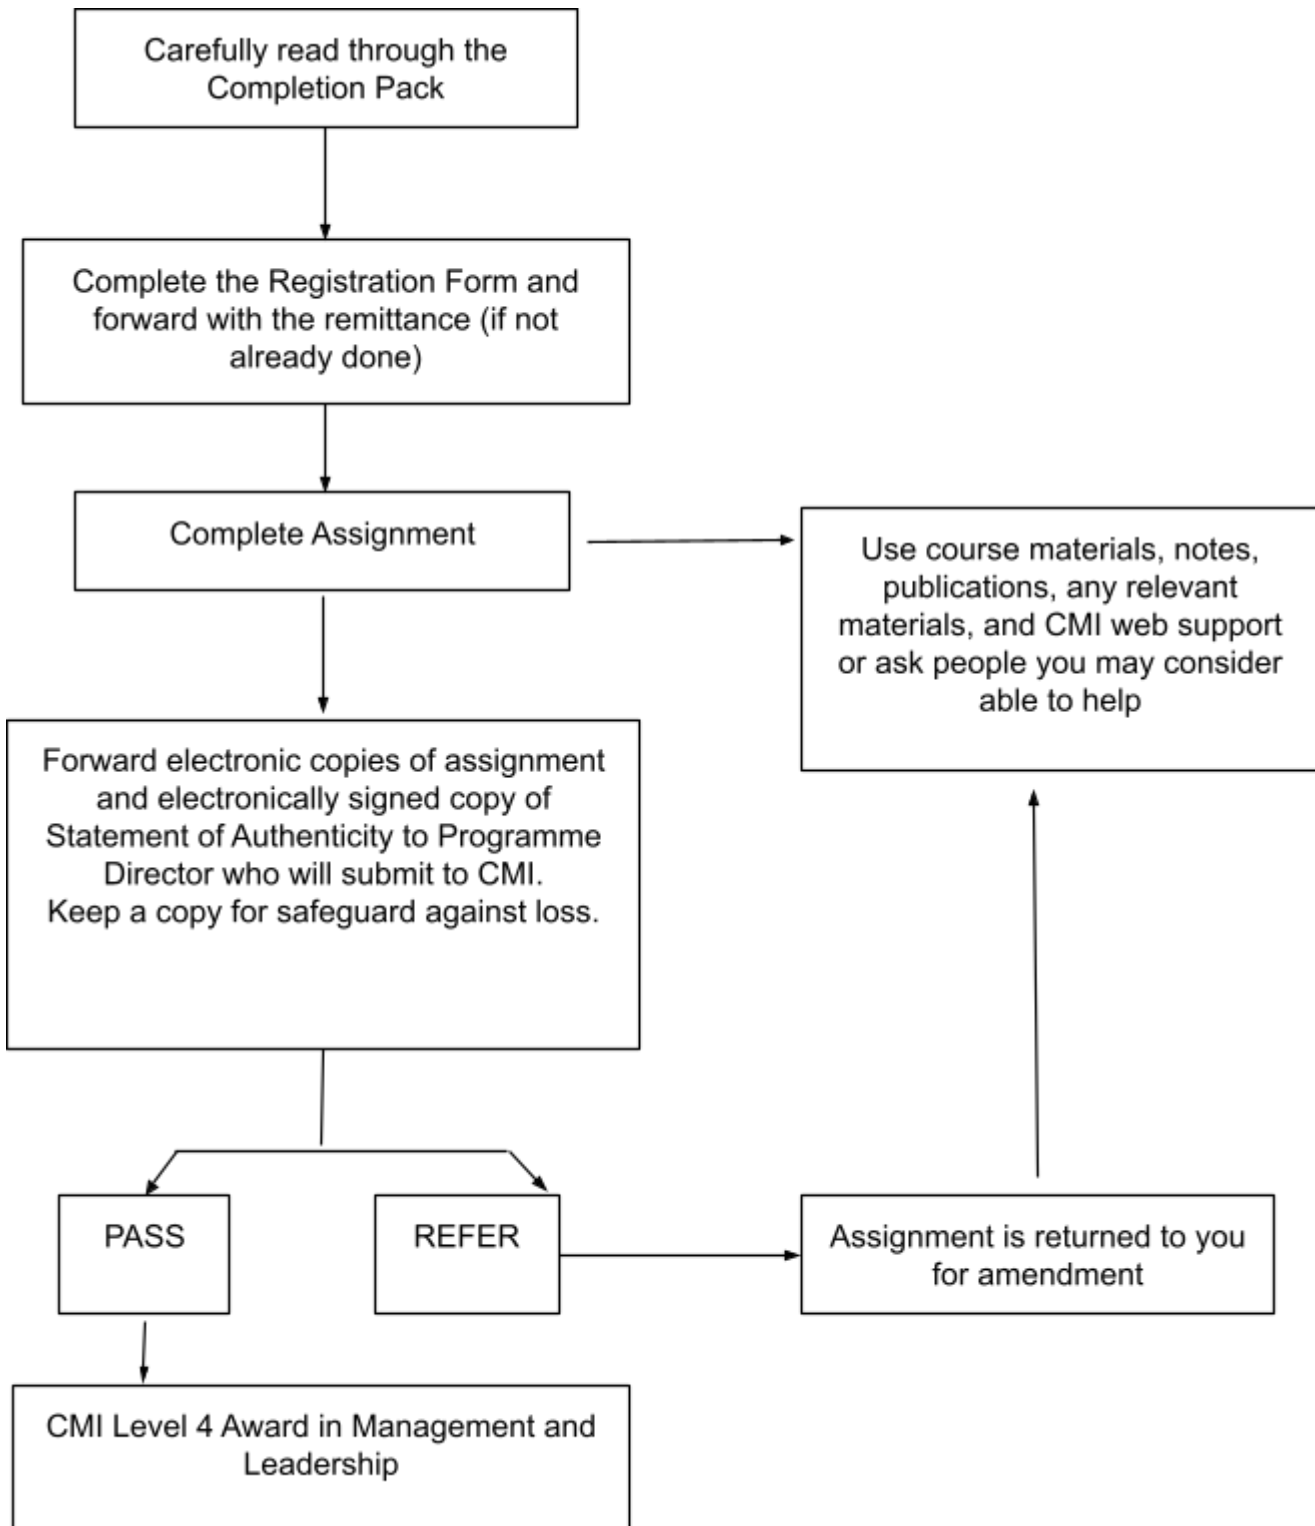 Carefully read through the
Completion Pack
Complete the Registration Form and
forward with the remittance (if not
already done)
Complete Assignment
Use course materials, notes,
publications, any relevant
materials, and CMI web support
or ask people you may consider
able to help
Forward electronic copies of assignment
and electronically signed copy of
Statement of Authenticity to Programme
Director who will submit to CMI.
Keep a copy for safeguard against loss.
PASS
REFER
Assignment is returned to you
for amendment
CMI Level 4 Award in Management and
Leadership